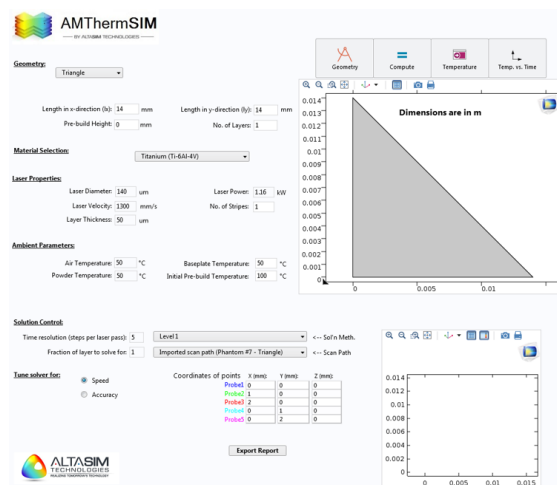 AMThermSIM
BY ALTASIM TECHNOLOGIES
Geometry:
Triangle
Length in x-direction (lx): 14 mm Length in y-direction (ly): 14 mm
Pre-build Height: 0 mm No. of Layers: 1
Material Selection:
Titanium (Ti-6Al-4V)
Laser Properties:
Laser Diameter: 140 um Laser Power: 1.16 kW
Laser Velocity: 1300 mm/s No. of Stripes: 1
Layer Thickness: 50 um
Ambient Parameters:
Air Temperature: 50 °C Baseplate Temperature: 50 °C
Powder Temperature: 50 °C Initial Pre-build Temperature: 100 °C
Solution Control:
Time resolution (steps per laser pass): 5 Level 1 <-- Sol'n Meth.
Fraction of layer to solve for: 1 Imported scan path (Phantom #7 - Triangle) <-- Scan Path
Tune solver for:
Speed
Accuracy
Coordinates of points X (mm): Y (mm): Z (mm):
Probe1 0 0 0
Probe2 1 0 0
Probe3 2 0 0
Probe4 0 1 0
Probe5 0 2 0
Export Report
ALTASIM
TECHNOLOGIES
REALIZING TOMORROW'S TECHNOLOGY
Geometry Compute Temperature Temp. vs. Time
Dimensions are in m
0.014
0.013
0.012
0.011
0.01
0.009
0.008
0.007
0.006
0.005
0.004
0.003
0.002
0.001
0
0 0.005 0.01
0.014
0.012
0.01
0.008
0.006
0.004
0.002
0
0 0.005 0.01 0.015